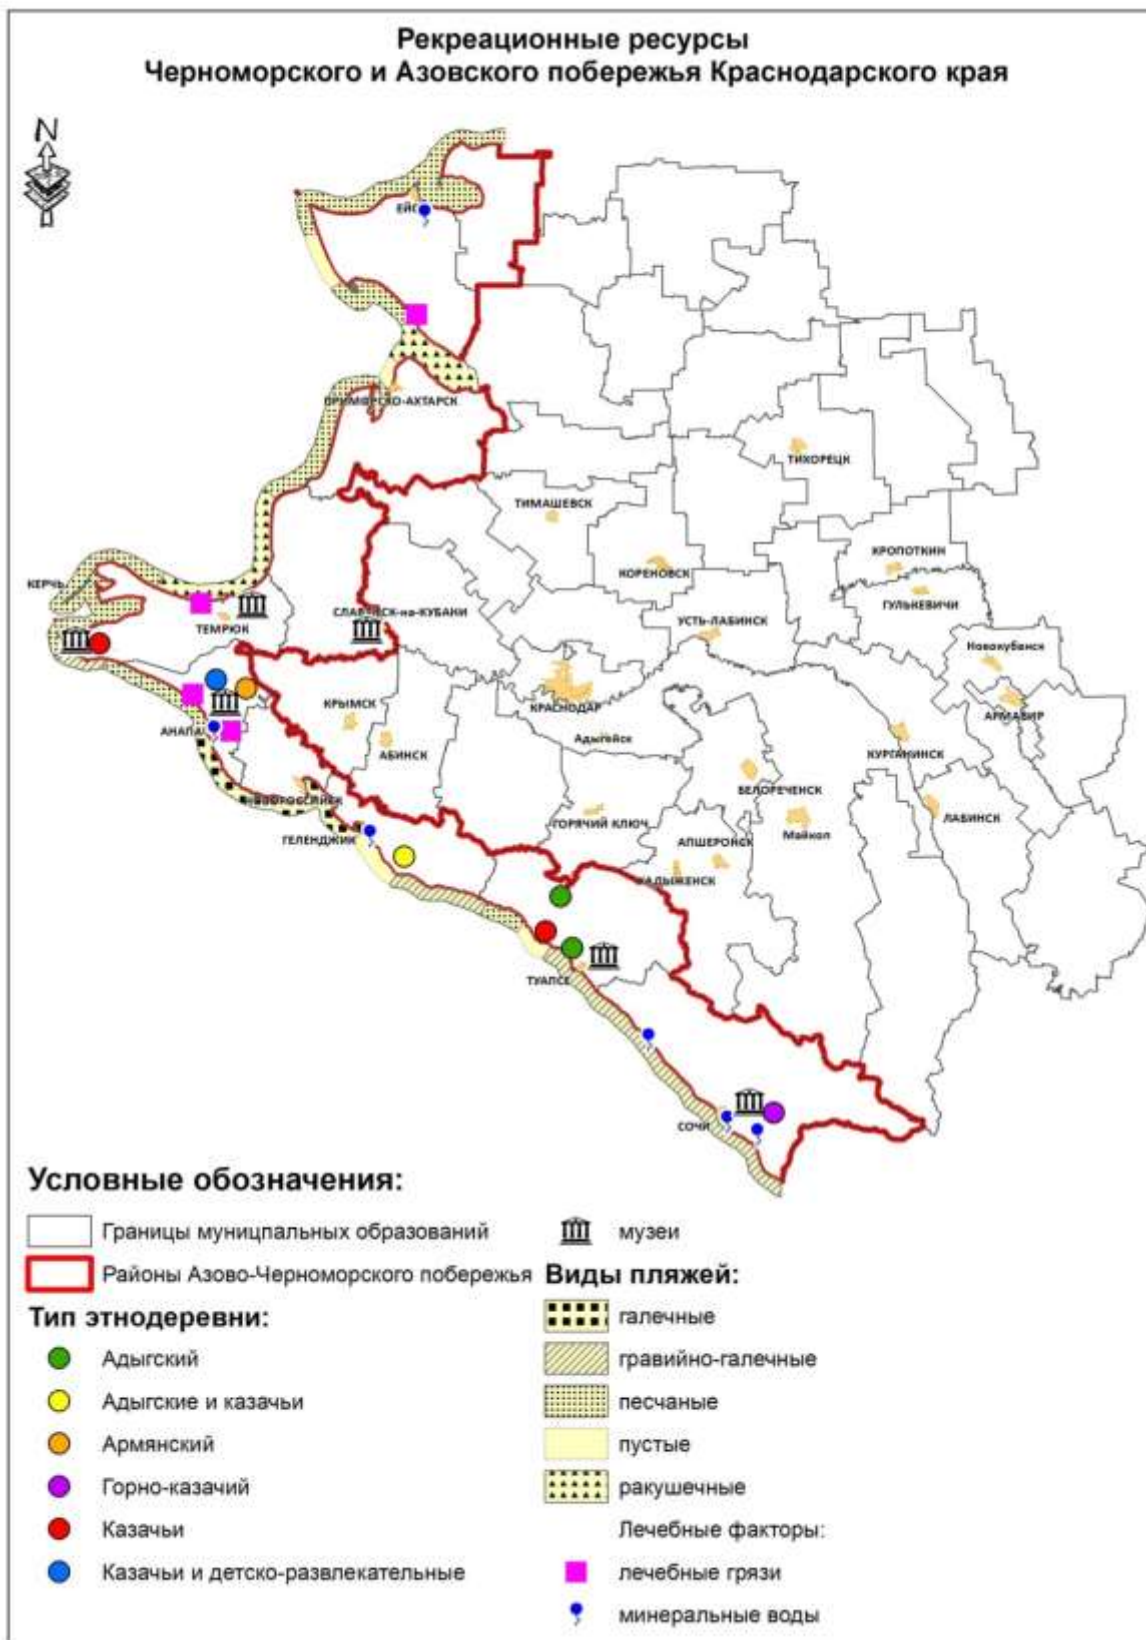 Рекреационные ресурсы
Черноморского и Азовского побережья Краснодарского края
N
ПРИМОРСКО-АХТАРСК
ТИХОРЕЦК
ТИМАШЕВСК
КРОПОТКИН
КОРЕНОВСК
КЕРЧЬ
ГУЛЬКЕВИЧИ
СЛАВЯНСК-на-КУБАНИ
УСТЬ-ЛАБИНСК
ТЕМРЮК
Новокубанск
КРЫМСК
КРАСНОДАР
АРМАВИР
АНАПА
Адыгейск
АБИНСК
КУРГАНИНСК
БЕЛОРЕЧЕНСК
НОВОРОССИЙСК
ЛАБИНСК
ГОРЯЧИЙ КЛЮЧ
Майкоп
ГЕЛЕНДЖИК
АПШЕРОНСК
ТУАПСЕ
СОЧИ
Условные обозначения:
Границы муницпальных образований
музеи
Районы Азово-Черноморского побережья
Виды пляжей:
Тип этнодеревни:
галечные
Адыгский
гравийно-галечные
Адыгские и казачьи
песчаные
Армянский
пустые
Горно-казачий
ракушечные
Казачьи
Лечебные факторы:
Казачьи и детско-развлекательные
лечебные грязи
минеральные воды